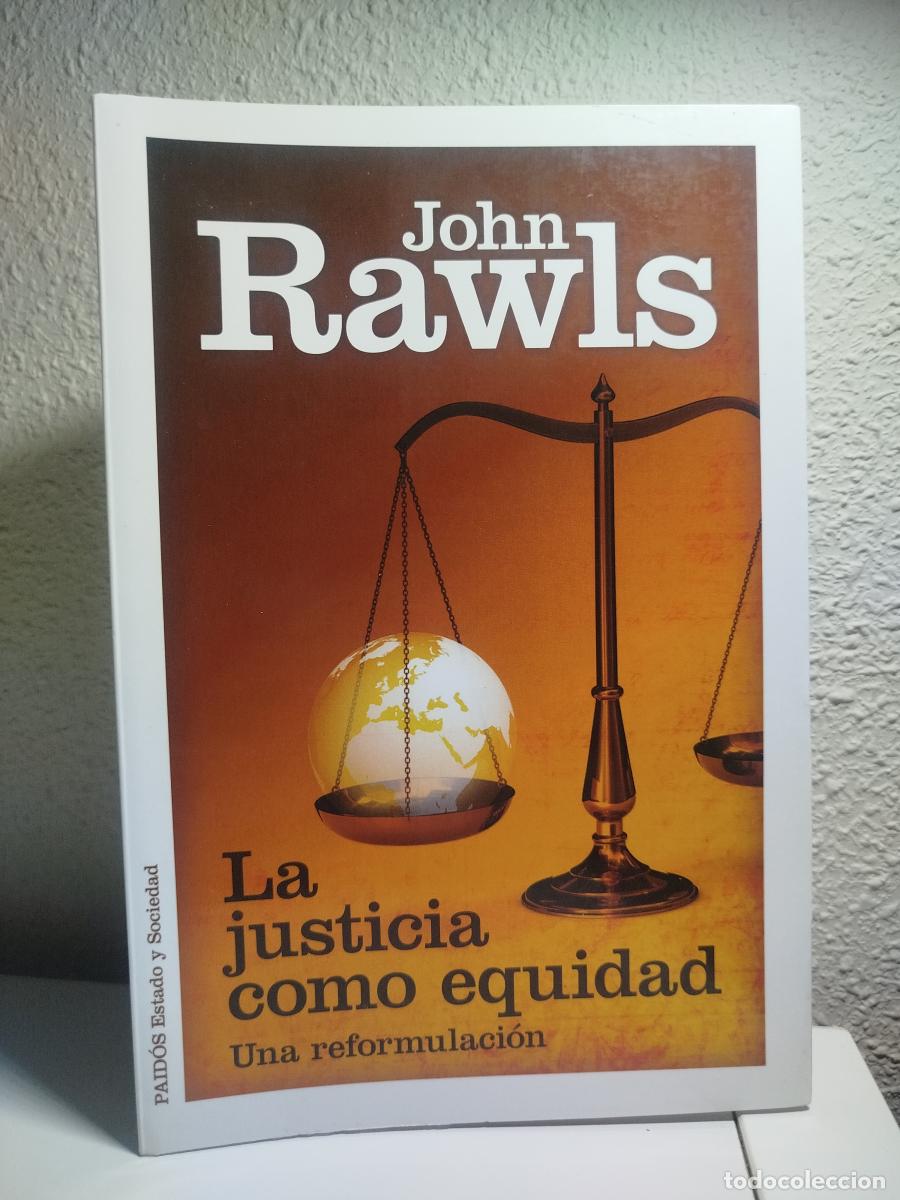 John
Rawls
La
justicia
como equidad
Una reformulación
PAIDÓS Estado y Sociedad
todocoleccion